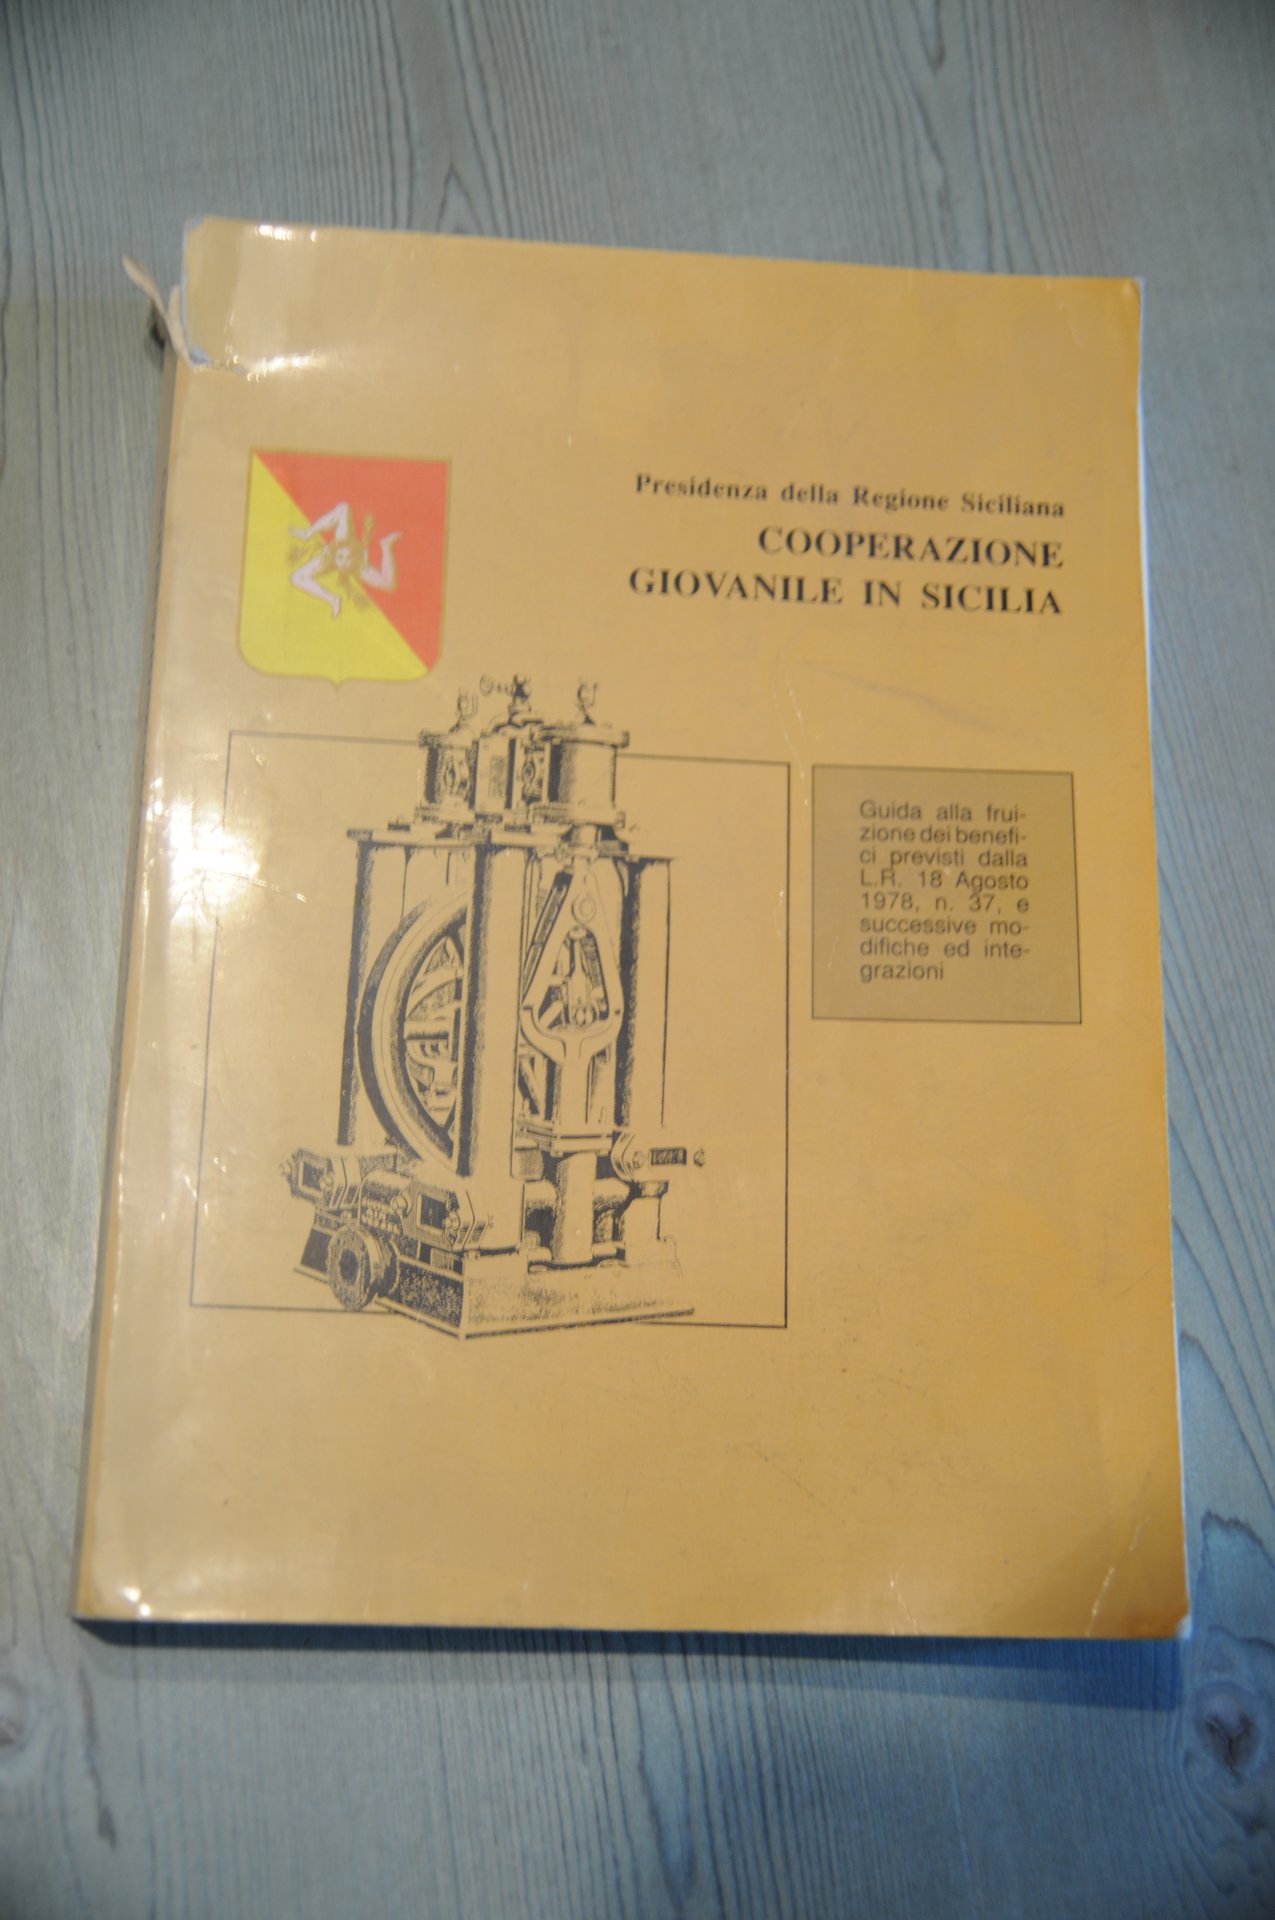 Presidenza della Regione Siciliana
COOPERAZIONE
GIOVANILE IN SICILIA
Guida alla frui-
zione dei benefi-
ci previsti dalla
L.R. 18 Agosto
1978, n. 37, e
successive mo-
difiche ed inte-
grazioni